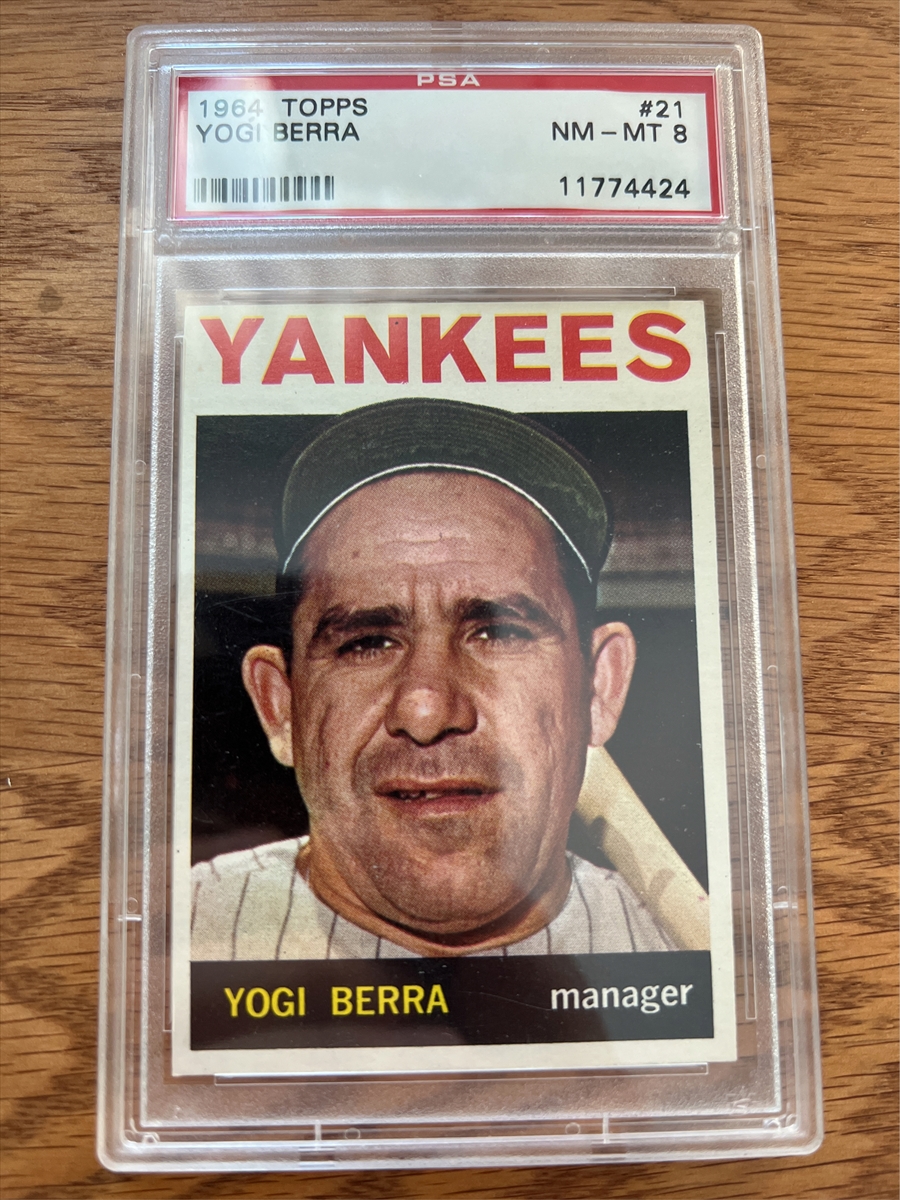 PSA
1964 TOPPS #21
YOGI BERRA NM - MT 8
11774424
YANKEES
YOGI BERRA manager